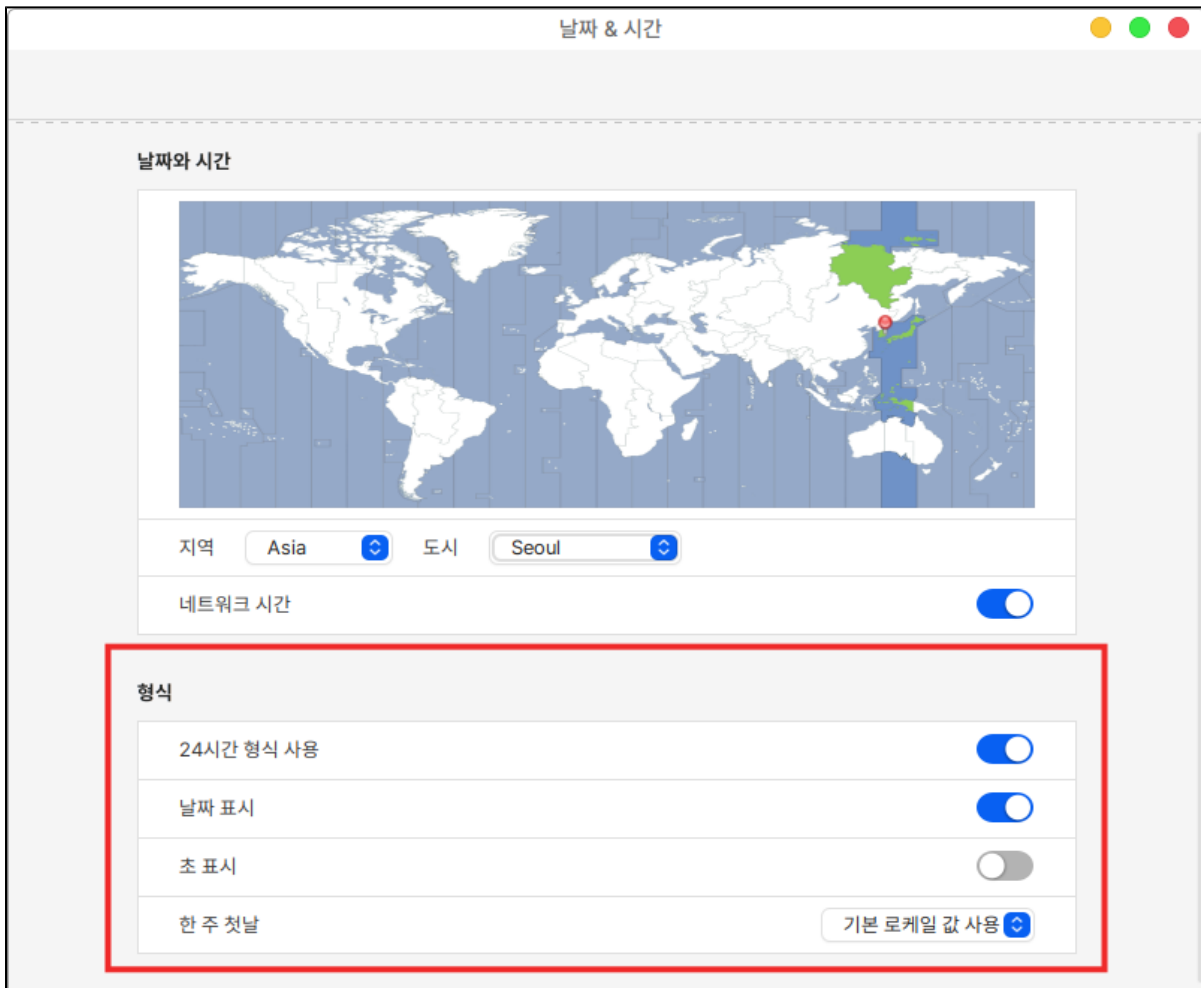 날짜 & 시간
날짜와 시간
지역 Asia 도시 Seoul
네트워크 시간
형식
24시간 형식 사용
날짜 표시
초 표시
한 주 첫날 기본 로케일 값 사용